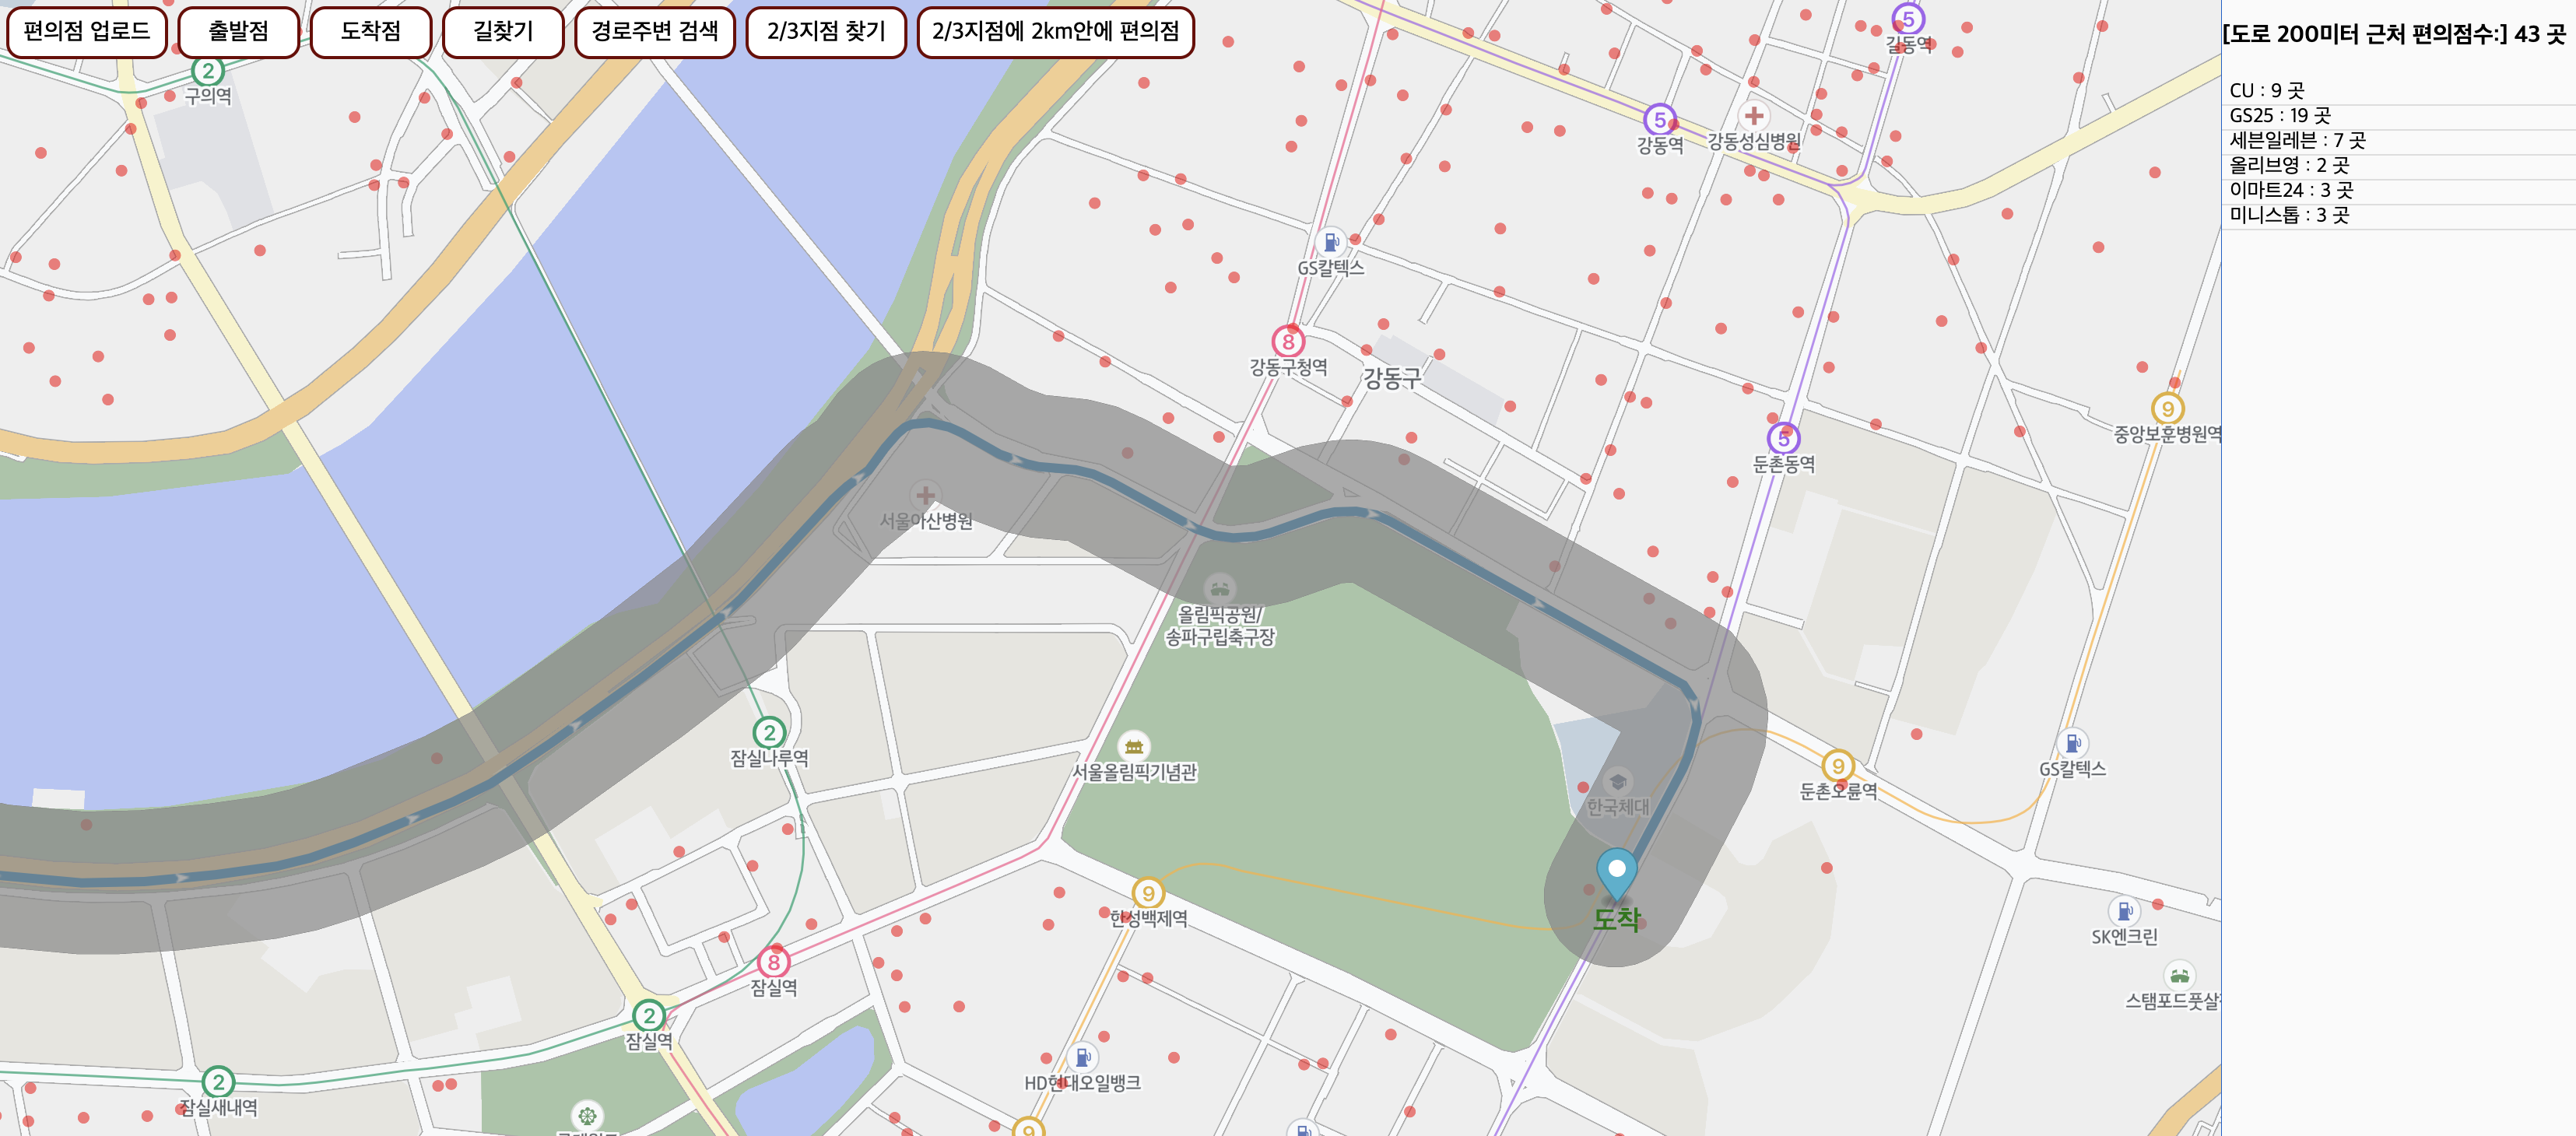 편의점 업로드
출발점
도착점
길찾기
경로주변 검색
2/3지점 찾기
2/3지점에 2km안에 편의점
[도로 200미터 근처 편의점수:] 43 곳
CU : 9 곳
GS25 : 19 곳
세븐일레븐 : 7 곳
올리브영 : 2 곳
이마트24 : 3 곳
미니스톱 : 3 곳
5
길동역
2
구의역
5
강동역
강동성심병원
GS칼텍스
8
강동구청역
강동구
9
중앙보훈병원역
5
둔촌동역
서울아산병원
올림픽공원/
송파구립축구장
2
잠실나루역
서울올림픽기념관
9
둔촌오륜역
GS칼텍스
한국체대
9
한성백제역
도착
SK엔크린
8
잠실역
스탬포드풋살
2
잠실역
HD현대오일뱅크
2
잠실새내역
9